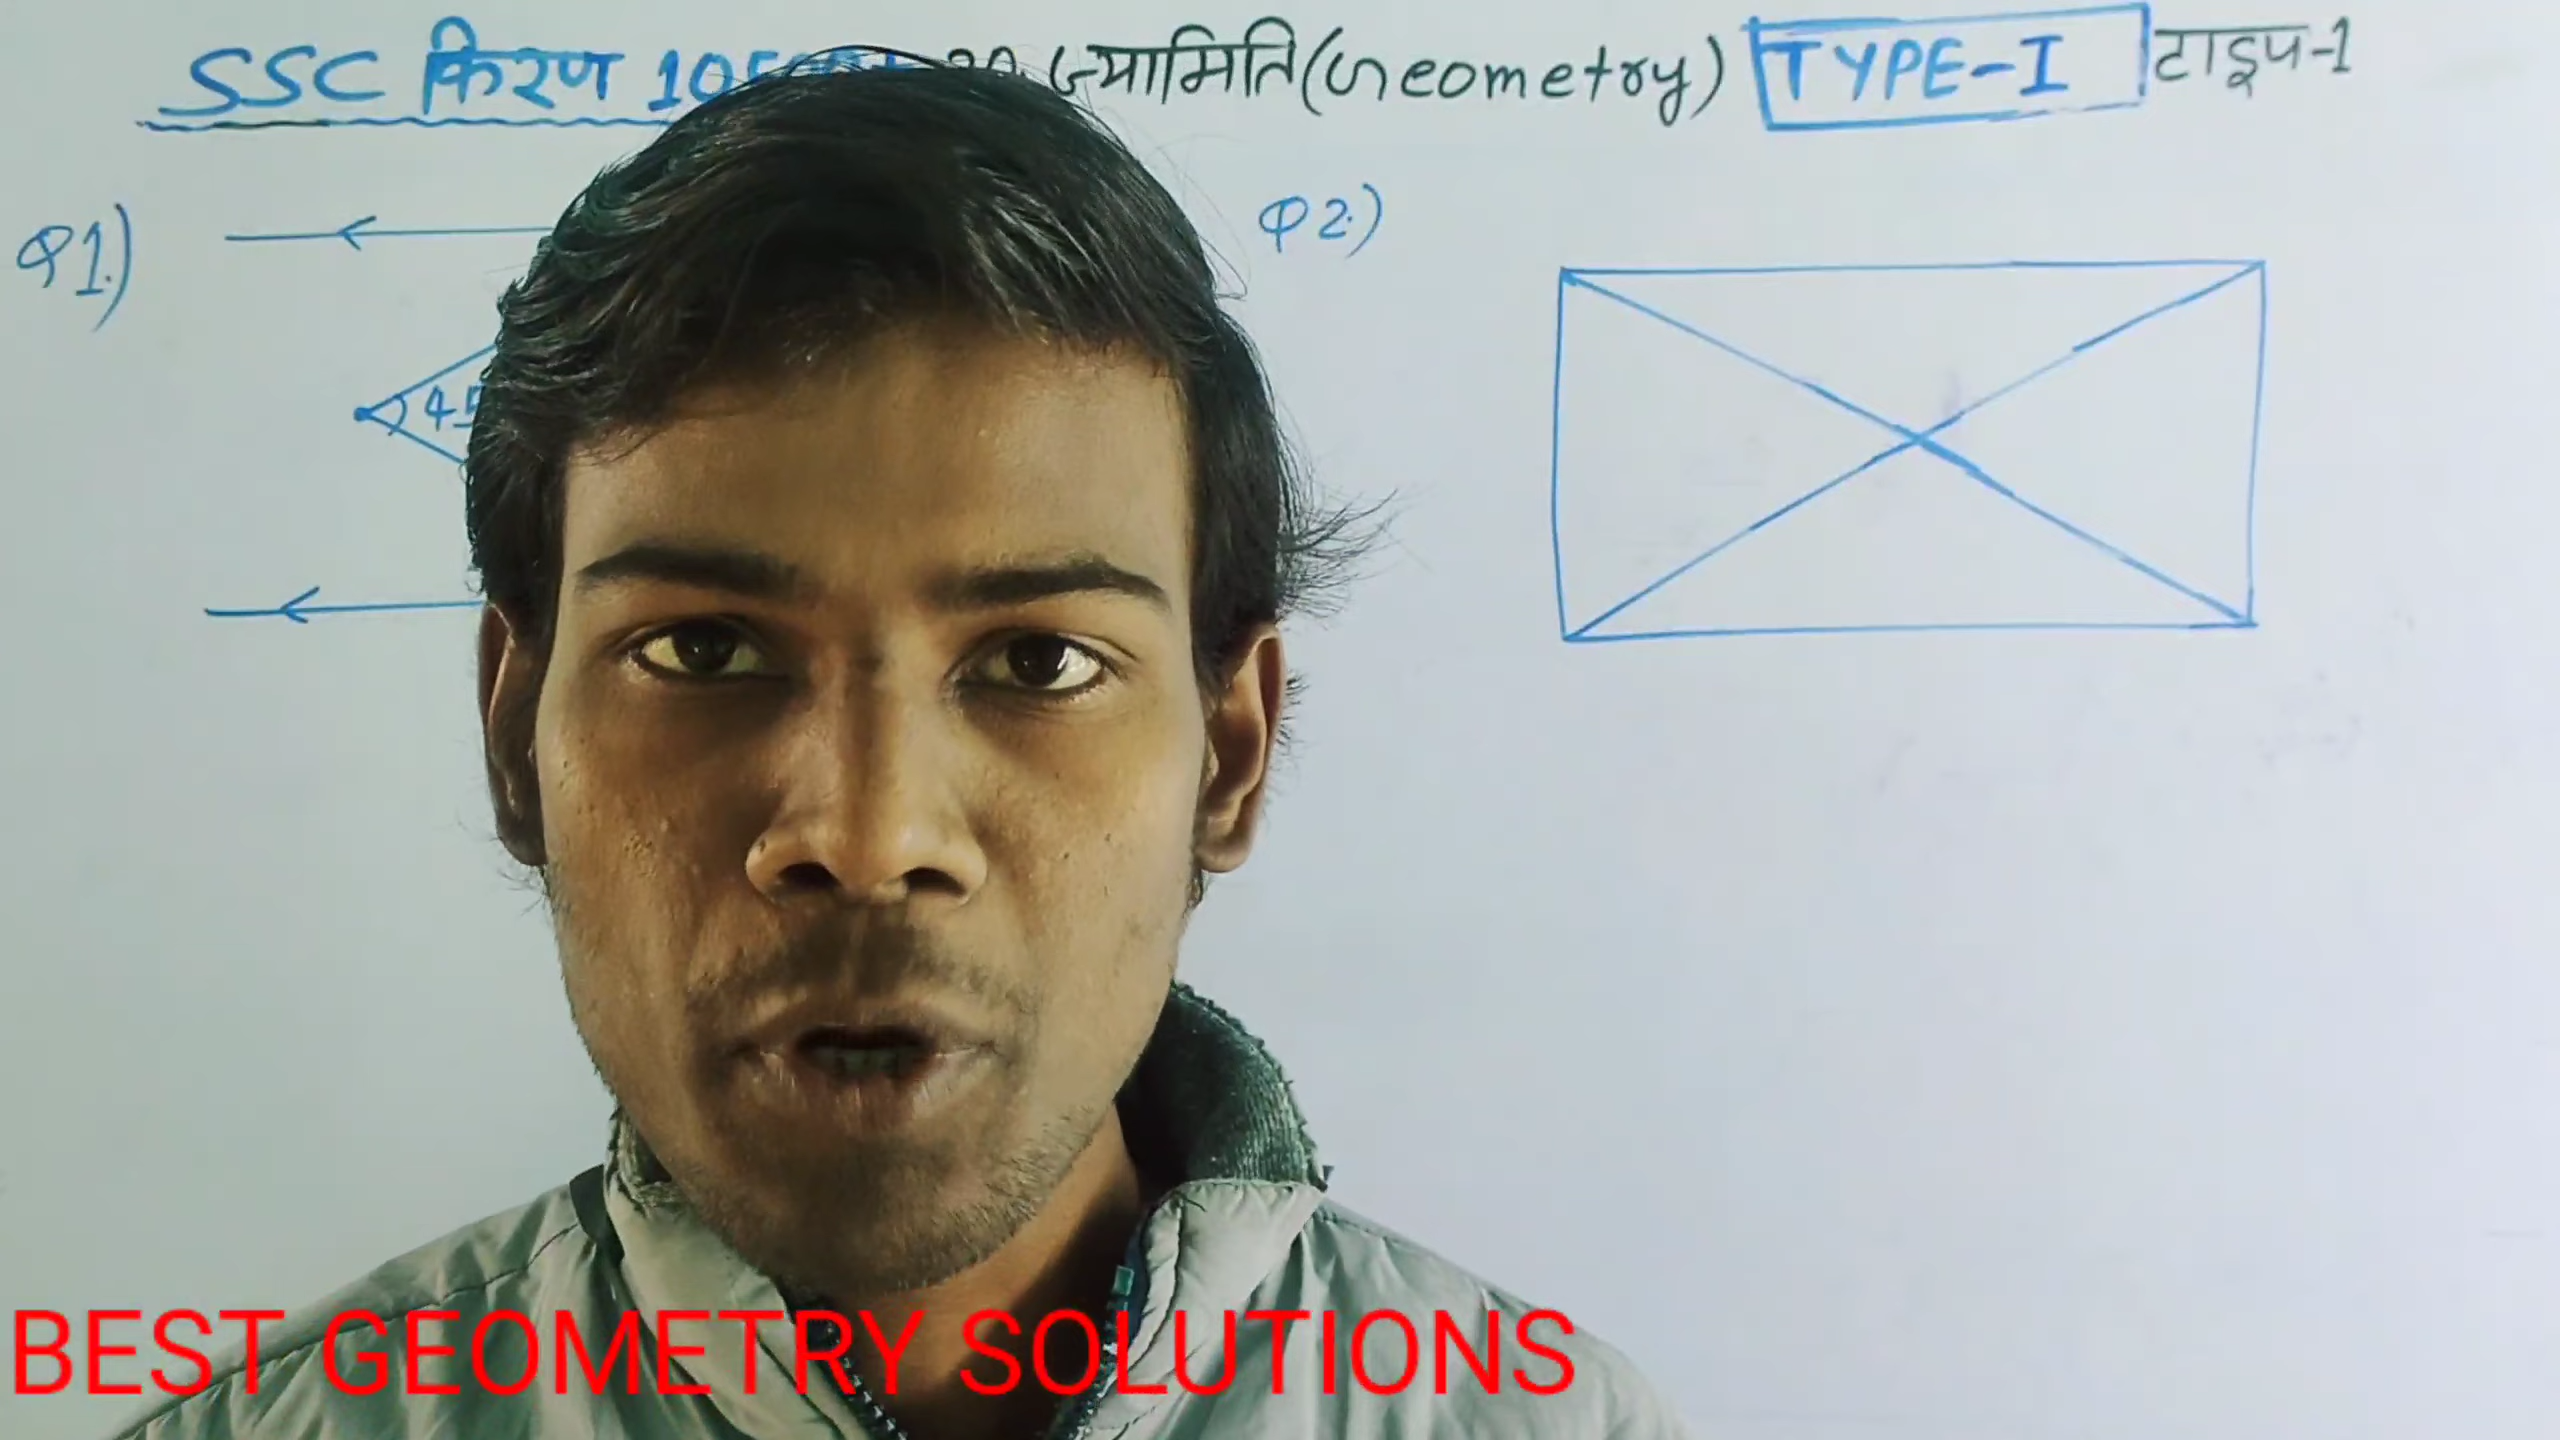 SSC किरण ज्यामिति (Geometry) TYPE-I टाइप-1
Q1.)
Q2.)
BEST GEOMETRY SOLUTIONS